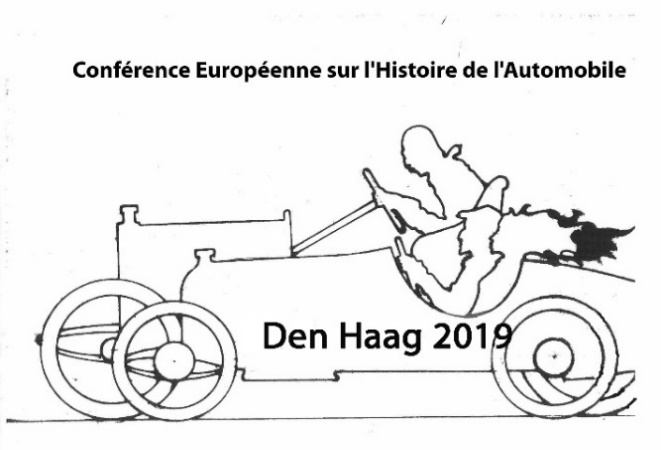 Conférence Européenne sur l'Histoire de l'Automobile
Den Haag 2019